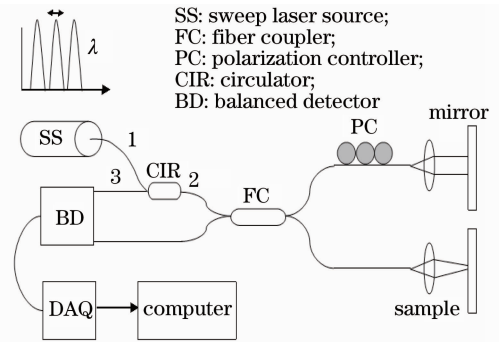 λ
SS: sweep laser source;
FC: fiber coupler;
PC: polarization controller;
CIR: circulator;
BD: balanced detector
mirror
PC
SS
1
CIR
3
2
FC
BD
DAQ
computer
sample